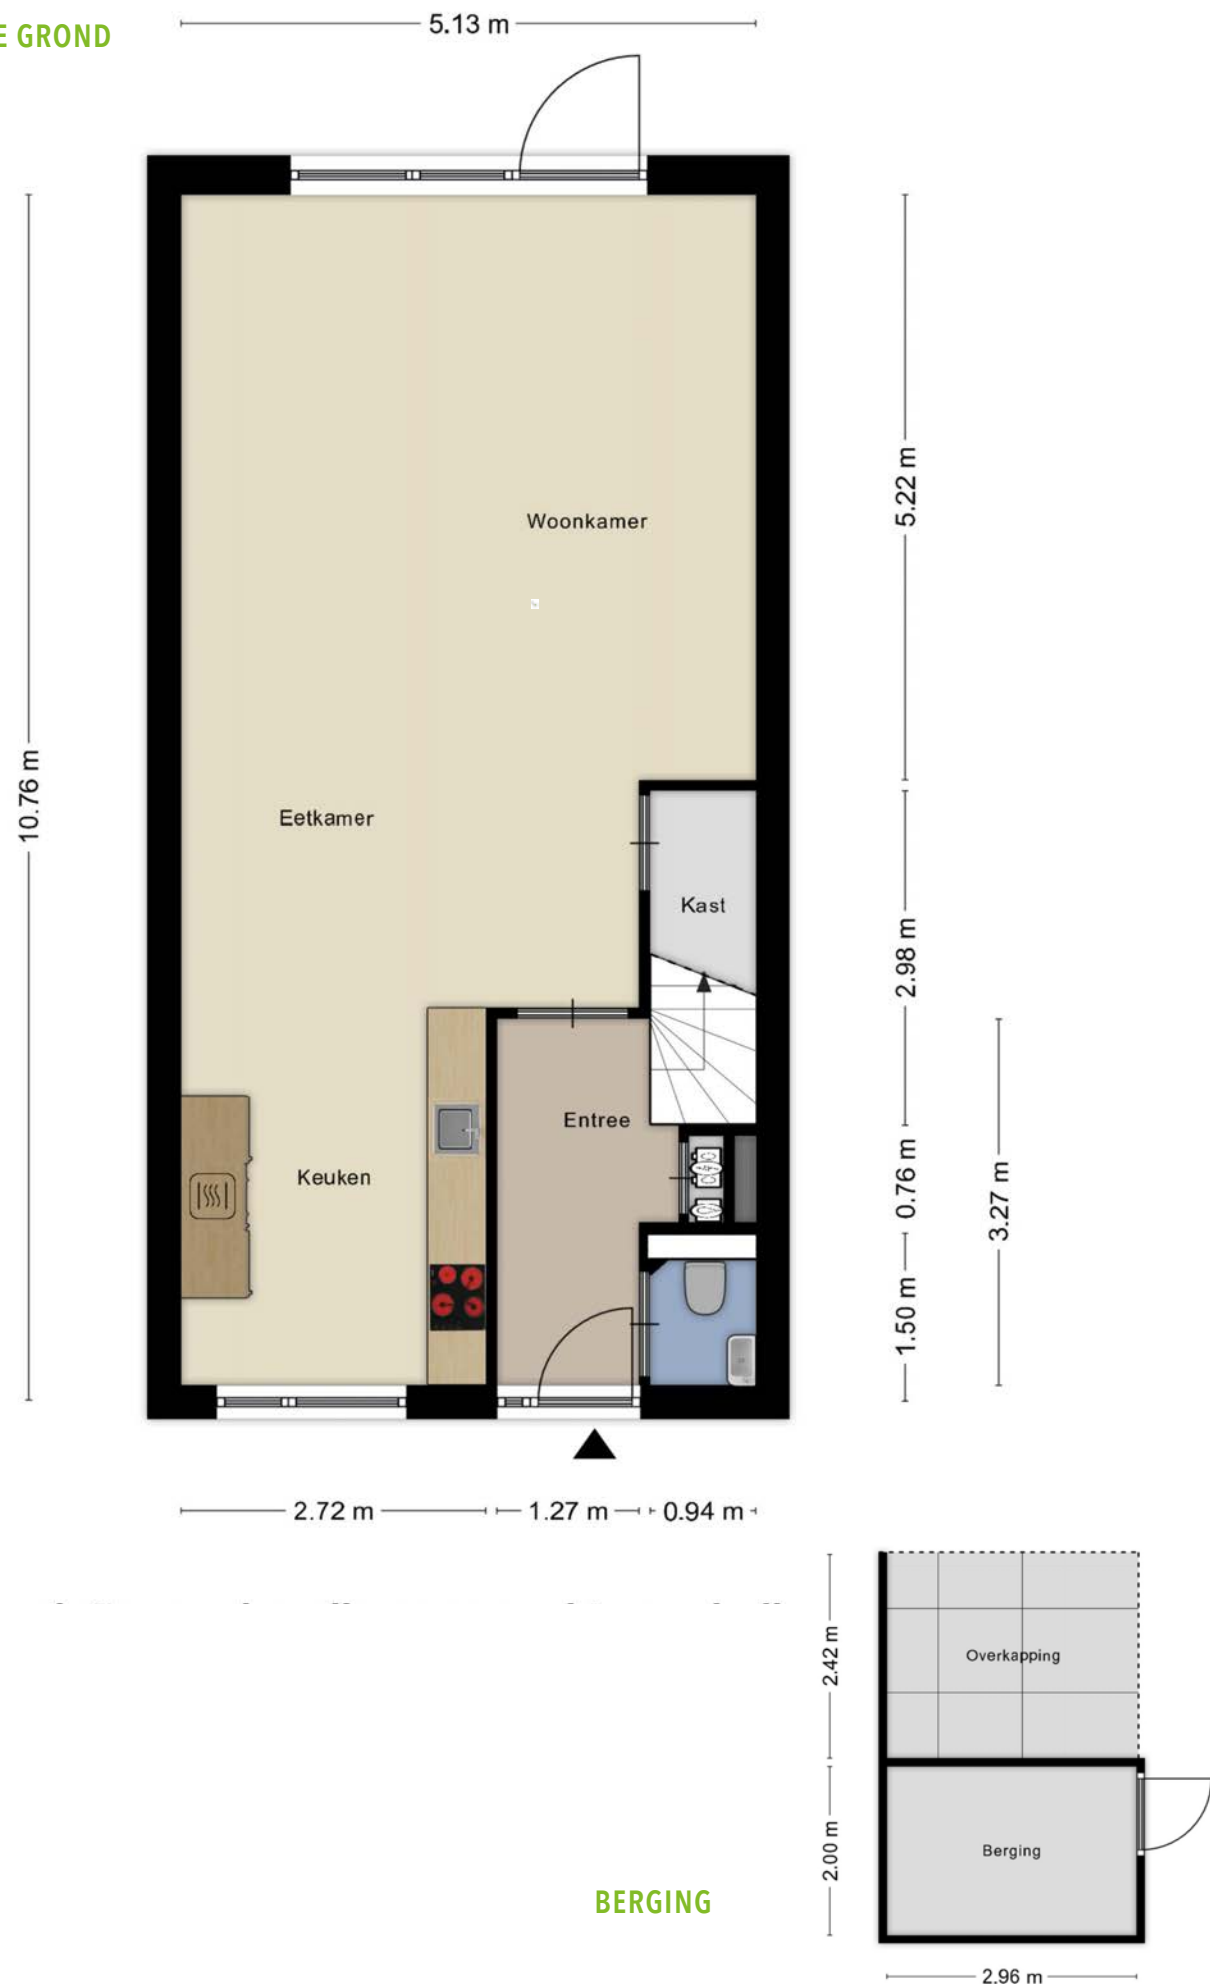 E GROND
5.13 m
Woonkamer
5.22 m
10.76 m
Eetkamer
Kast
2.98 m
Entree
Keuken
0.76 m
3.27 m
1.50 m
2.72 m
1.27 m
0.94 m
Overkapping
2.42 m
Berging
2.00 m
BERGING
2.96 m